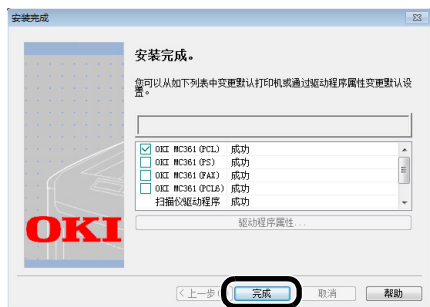 安装完成
安装完成。
您可以从如下列表中变更默认打印机或通过驱动程序属性变更默认设
置。
OKI MC361(PCL) 成功
OKI MC361(PS) 成功
OKI MC361(FAX) 成功
OKI MC361(PCL6) 成功
扫描仪驱动程序 成功
OKI
驱动程序属性...
<上一步( 完成 取消 帮助